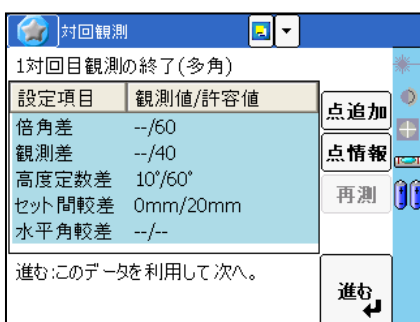 対回観測
1対回目観測の終了(多角)
設定項目 観測値/許容値
倍角差 --/60
観測差 --/40
高度定数差 10"/60"
セット間較差 0mm/20mm
水平角較差 --/--
点追加
点情報
再測
進む:このデータを利用して次へ。
進む